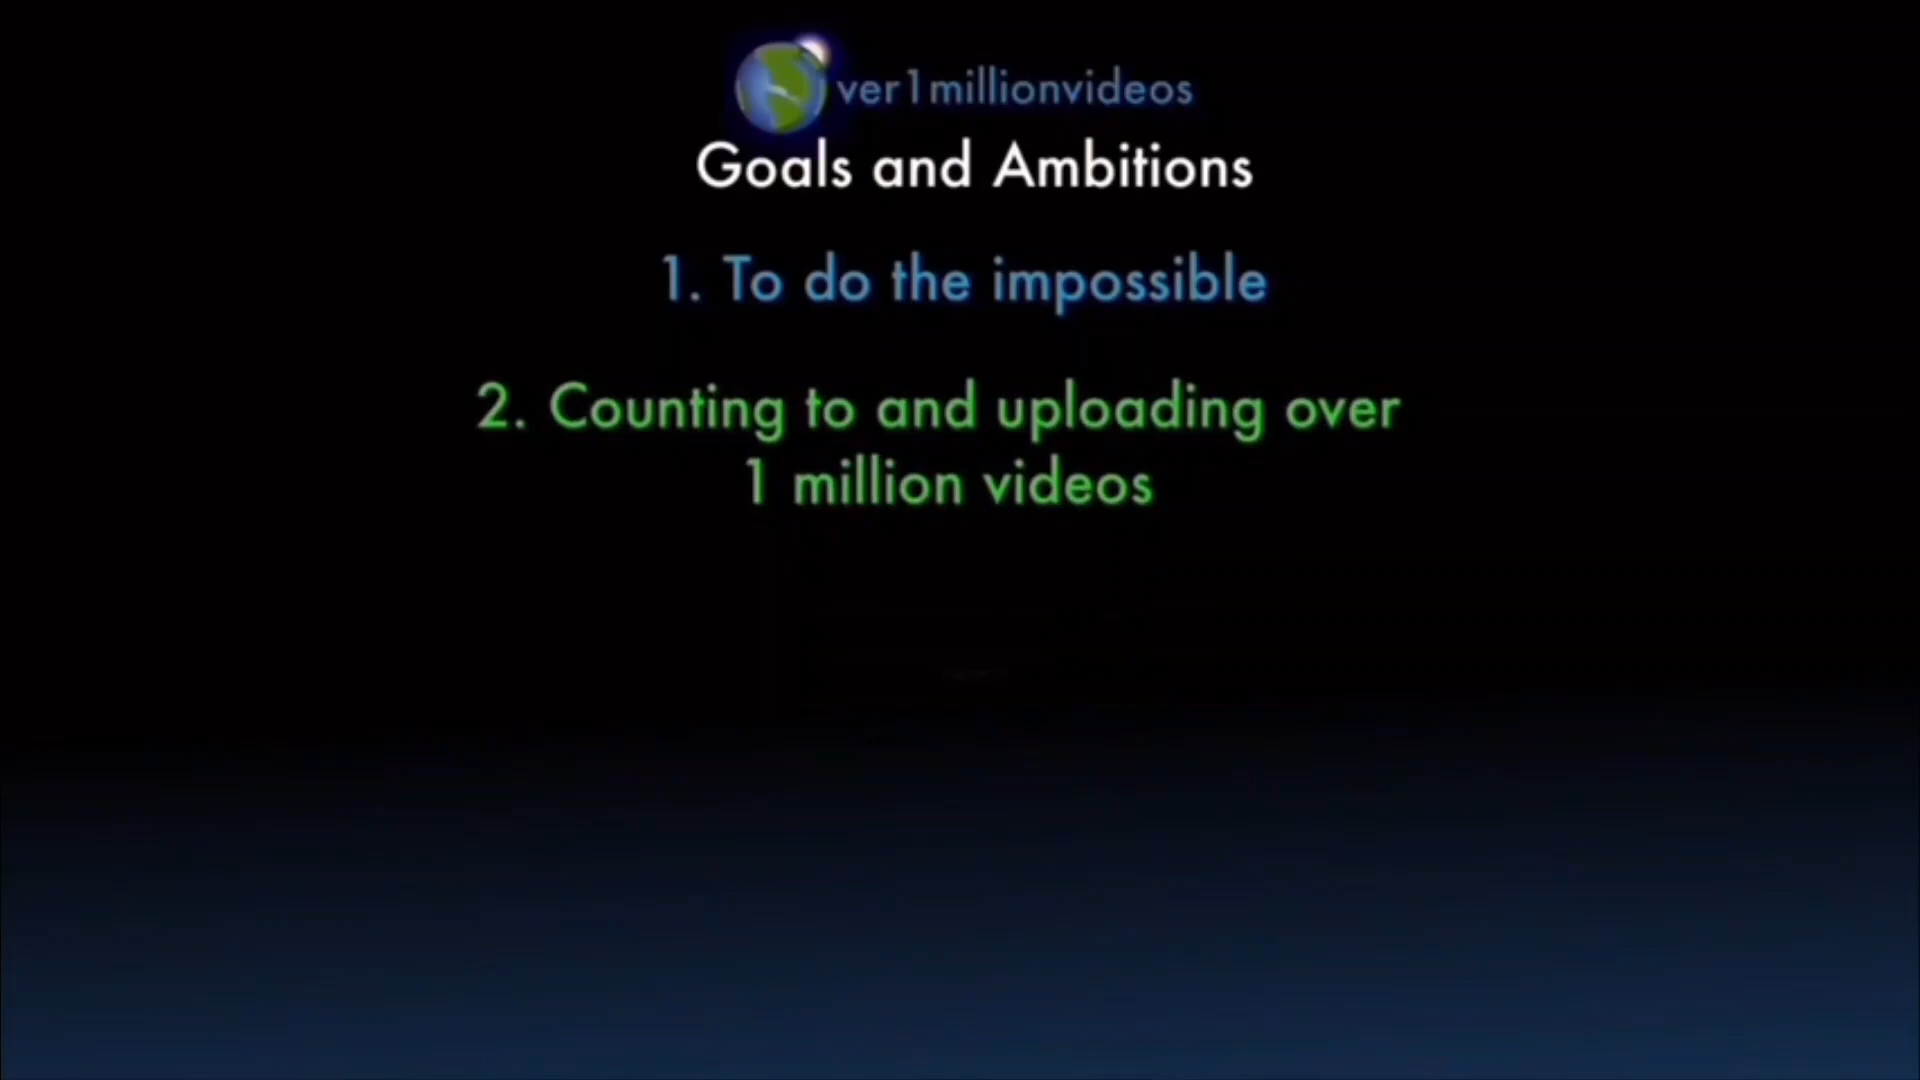 ver1millionvideos
Goals and Ambitions
1. To do the impossible
2. Counting to and uploading over
1 million videos